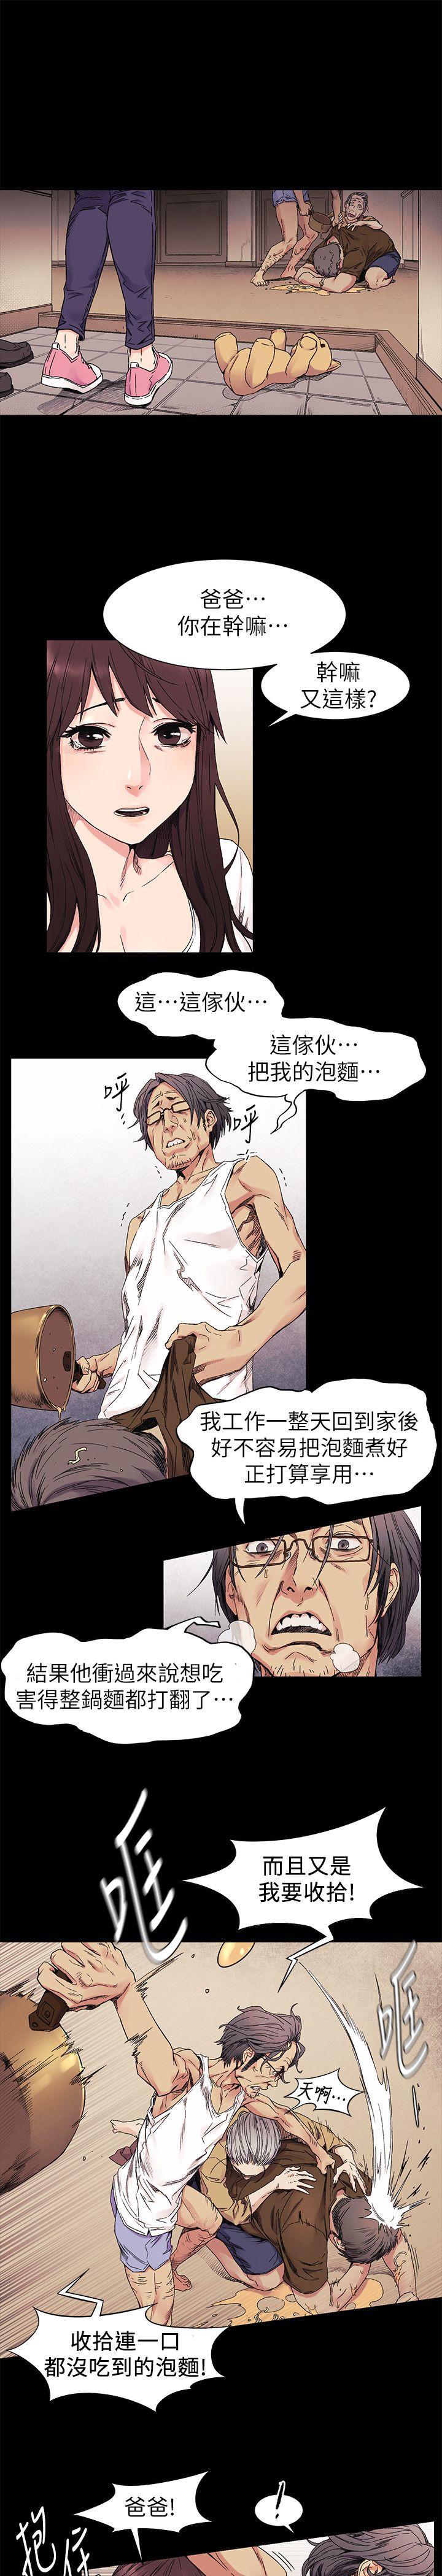 爸爸…
你在幹嘛…
幹嘛
又這樣?
這…這傢伙…
這傢伙…
把我的泡麵…
呼
呼
我工作一整天回到家後
好不容易把泡麵煮好
正打算享用…
結果他衝過來說想吃
害得整鍋麵都打翻了…
而且又是
我要收拾!
哐
哐
天啊…
收拾連一口
都沒吃到的泡麵!
爸爸!
!
抱住